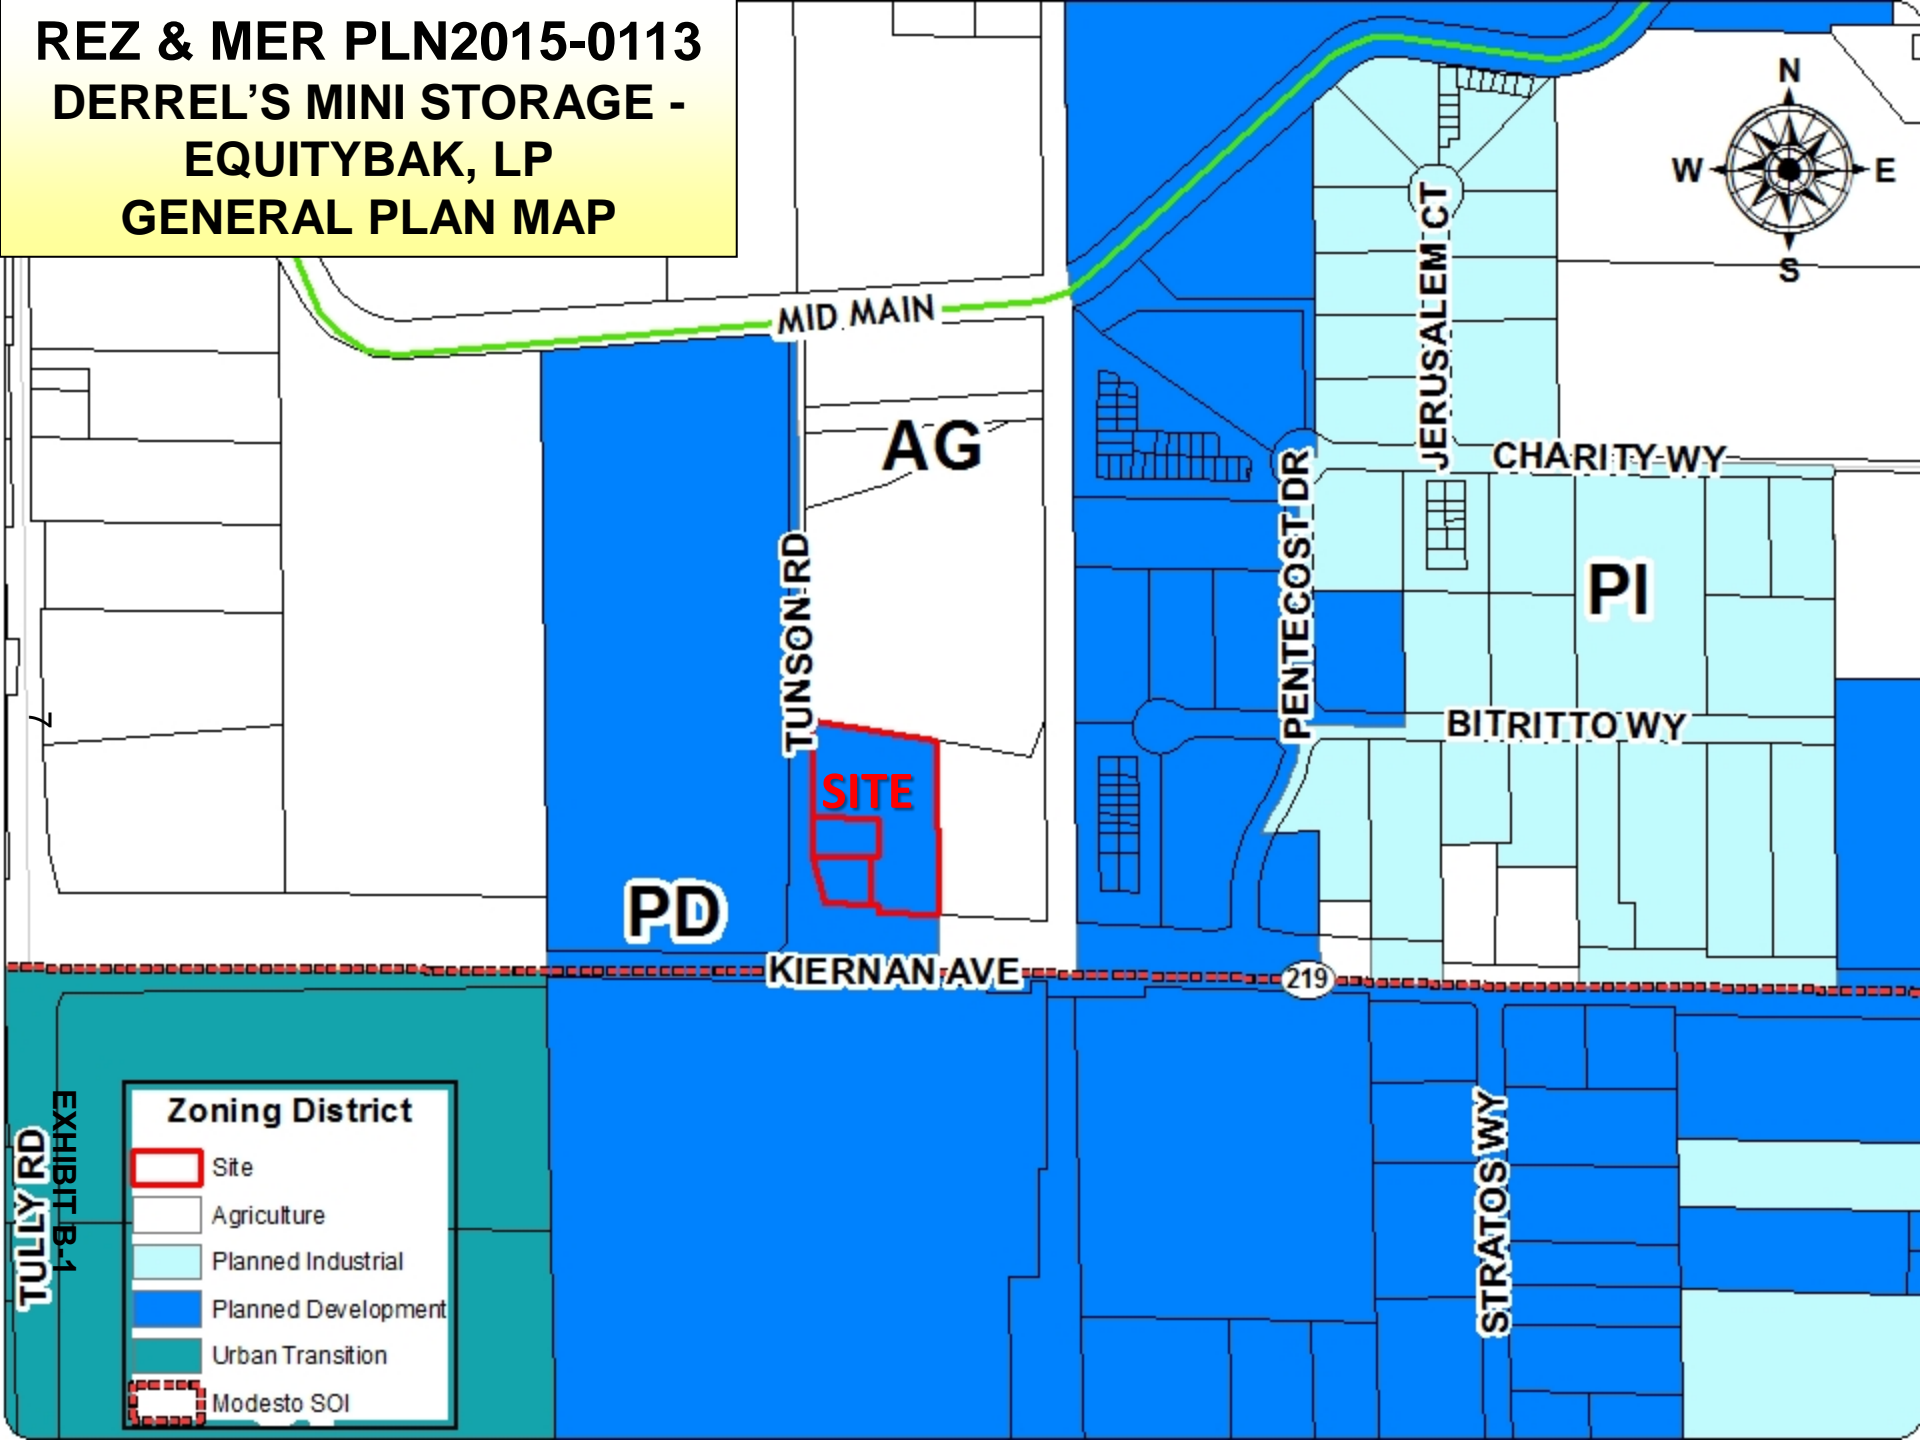 REZ & MER PLN2015-0113
DERREL'S MINI STORAGE -
EQUITYBAK, LP
GENERAL PLAN MAP
N
W
E
S
MID MAIN
JERUSALEM CT
AG
CHARITY WY
PENTECOST DR
TUNSON RD
PI
7
BITRITTO WY
SITE
PD
KIERNAN AVE
219
EXHIBIT B-1
TULLY RD
STRATOS WY
Zoning District
Site
Agriculture
Planned Industrial
Planned Development
Urban Transition
Modesto SOI